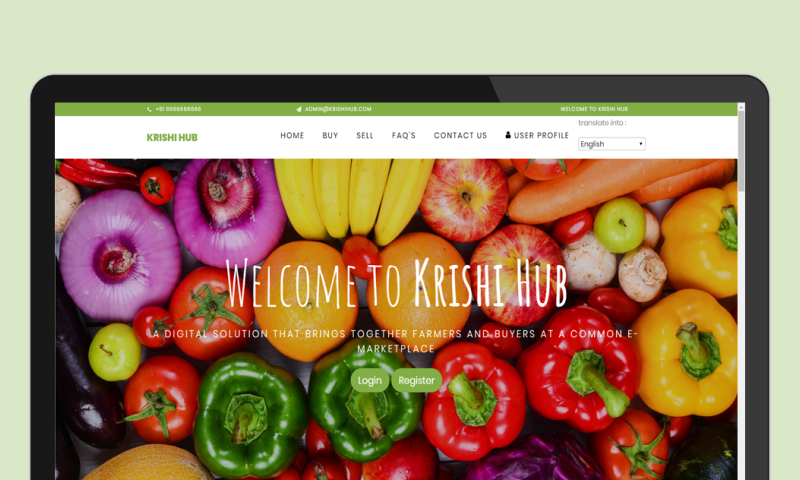 +91 6666666666
ADMIN@KRISHIHUB.COM
WELCOME TO KRISHI HUB
translate into :
KRISHI HUB
HOME
BUY
SELL
FAQ'S
CONTACT US
USER PROFILE
English
WELCOME TO KRISHI HUB
A DIGITAL SOLUTION THAT BRINGS TOGETHER FARMERS AND BUYERS AT A COMMON E-
MARKETPLACE
Login
Register